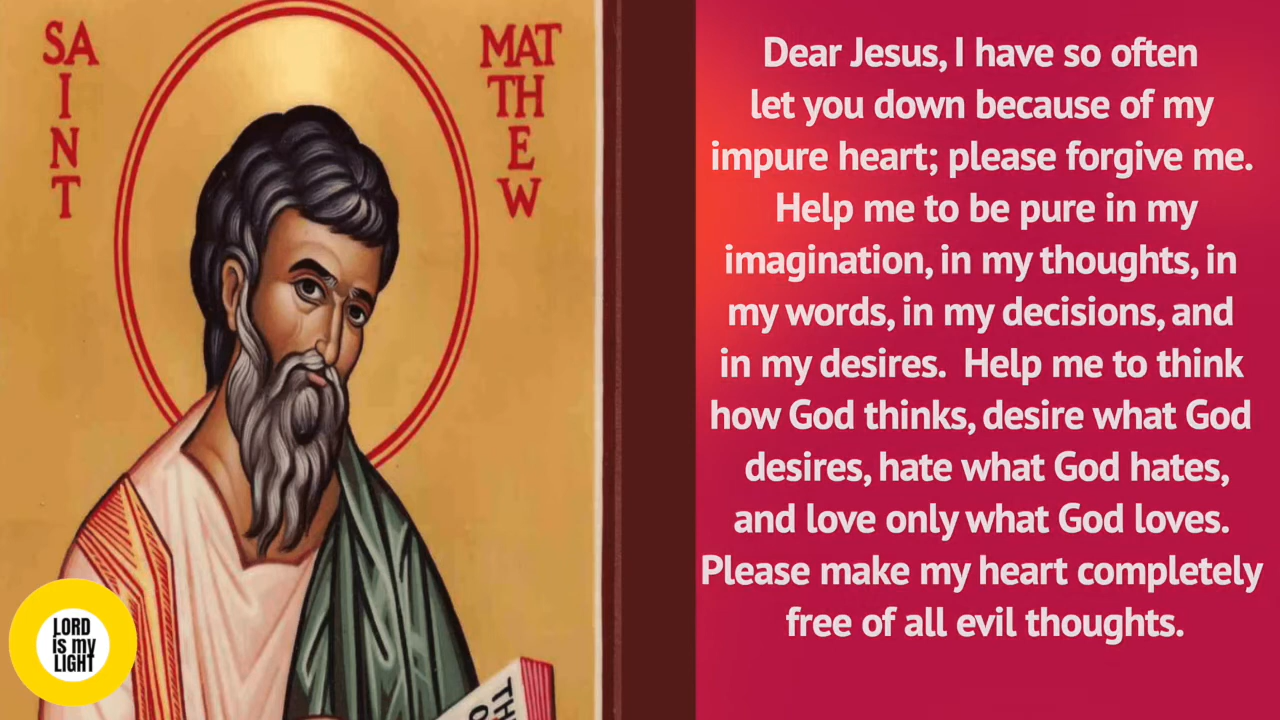 SA
I
N
T
MAT
TH
E
W
Dear Jesus, I have so often
let you down because of my
impure heart; please forgive me.
Help me to be pure in my
imagination, in my thoughts, in
my words, in my decisions, and
in my desires. Help me to think
how God thinks, desire what God
desires, hate what God hates,
and love only what God loves.
Please make my heart completely
free of all evil thoughts.
LORD
is my
LIGHT